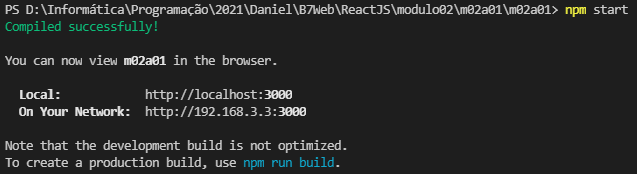 PS D:\Informática\Programação\2021\Daniel\B7Web\ReactJS\modulo02\m02a01\m02a01> npm start
Compiled successfully!
You can now view m02a01 in the browser.
Local: http://localhost:3000
On Your Network: http://192.168.3.3:3000
Note that the development build is not optimized.
To create a production build, use npm run build.